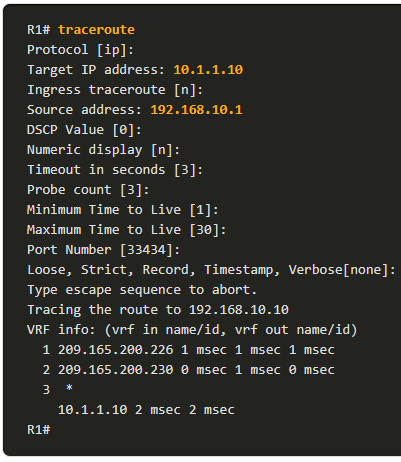 R1# traceroute
Protocol [ip]:
Target IP address: 10.1.1.10
Ingress traceroute [n]:
Source address: 192.168.10.1
DSCP Value [0]:
Numeric display [n]:
Timeout in seconds [3]:
Probe count [3]:
Minimum Time to Live [1]:
Maximum Time to Live [30]:
Port Number [33434]:
Loose, Strict, Record, Timestamp, Verbose[none]:
Type escape sequence to abort.
Tracing the route to 192.168.10.10
VRF info: (vrf in name/id, vrf out name/id)
1 209.165.200.226 1 msec 1 msec 1 msec
2 209.165.200.230 0 msec 1 msec 0 msec
3 *
10.1.1.10 2 msec 2 msec
R1#